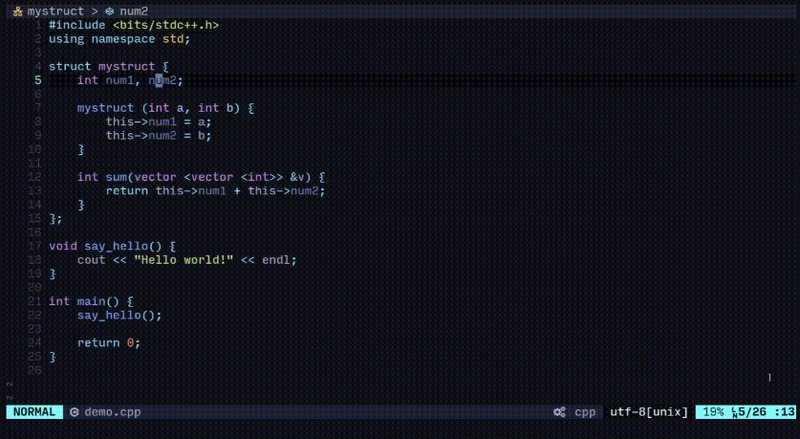 mystruct > num2
1 #include <bits/stdc++.h>
2 using namespace std;
3
4 struct mystruct {
5     int num1, num2;
6
7     mystruct (int a, int b) {
8         this->num1 = a;
9         this->num2 = b;
10     }
11
12     int sum(vector <vector <int>> &v) {
13         return this->num1 + this->num2;
14     }
15 };
16
17 void say_hello() {
18     cout << "Hello world!" << endl;
19 }
20
21 int main() {
22     say_hello();
23
24     return 0;
25 }
26
NORMAL demo.cpp cpp utf-8[unix] 19% 5/26 :13